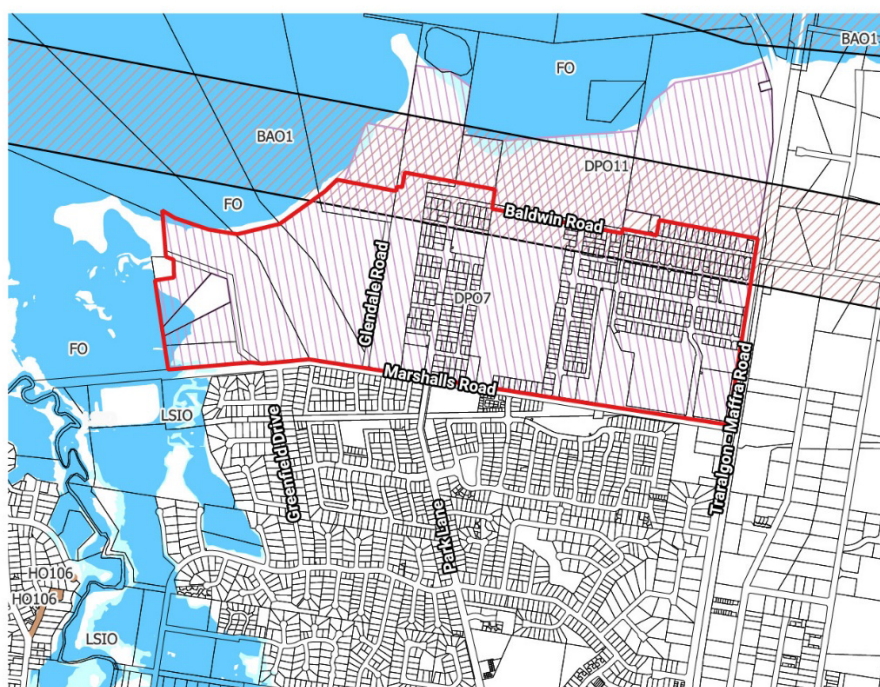 BAO1
FO
BAO1
DPO11
FO
Baldwin Road
Glendale Road
DPO7
FO
Marshalls Road
Traralgon - Maffra Road
LSIO
Greenfield Drive
Park Lane
HO106
HO106
LSIO